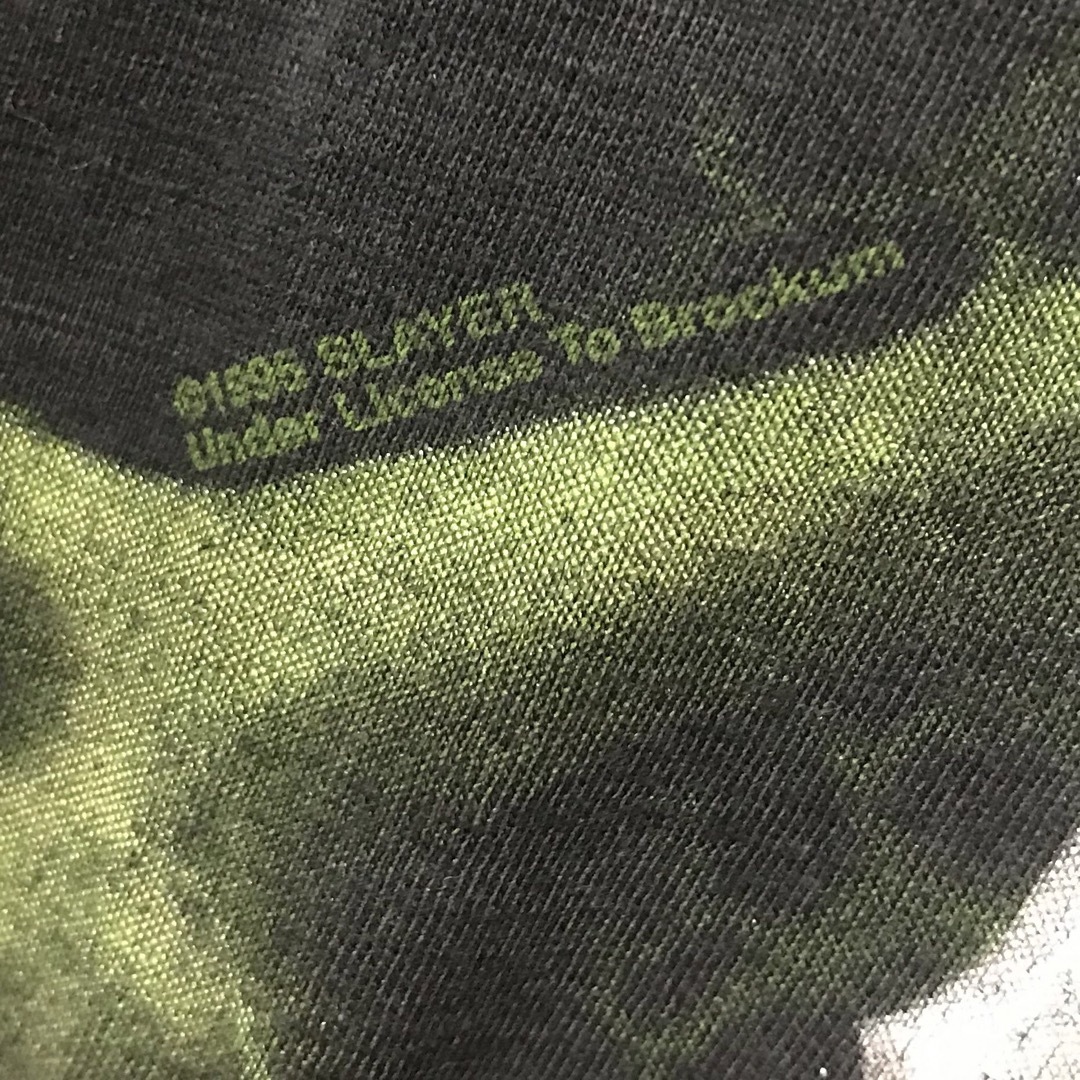 ©1995 SLAYER
Under License To Brockum